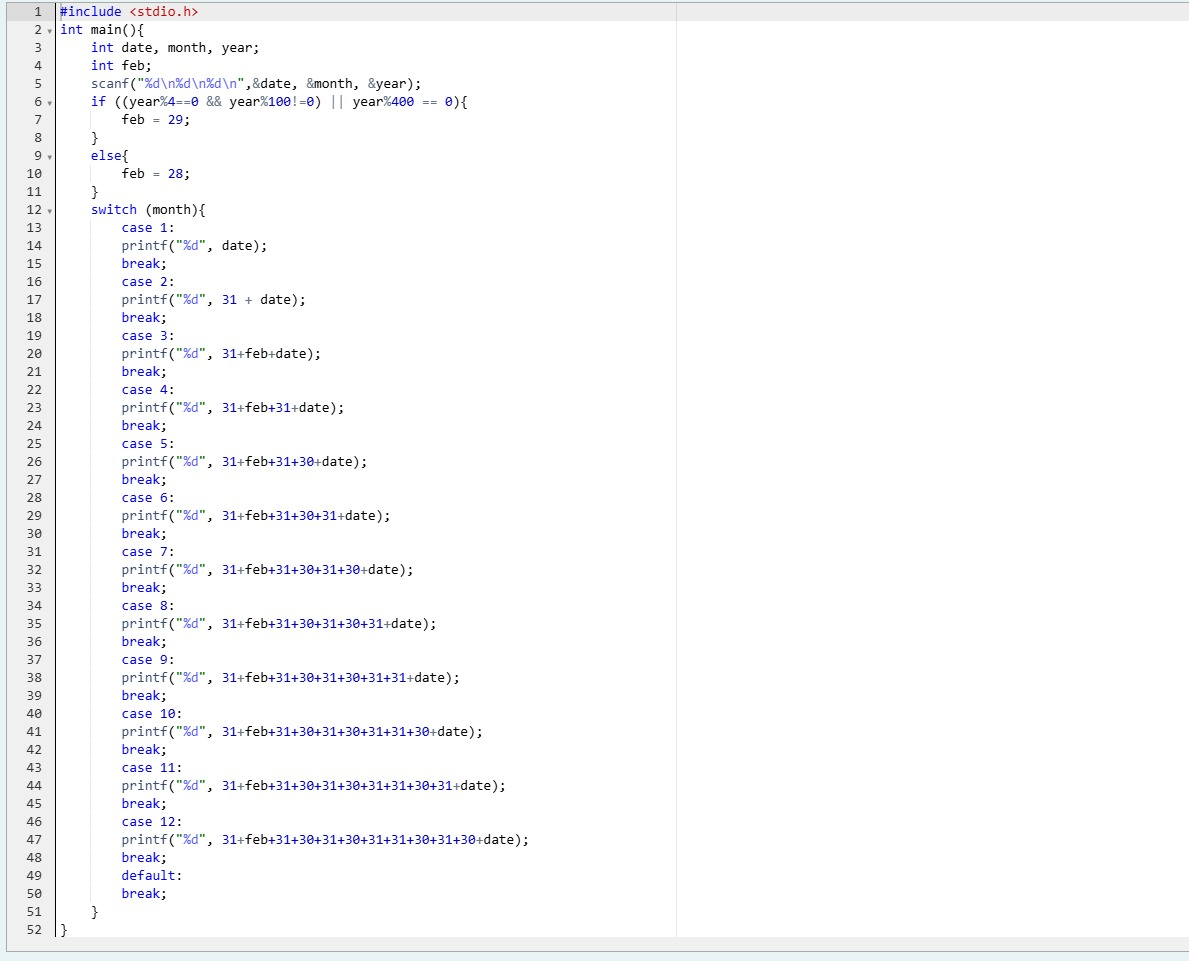 1 #include <stdio.h>
2 int main(){
3     int date, month, year;
4     int feb;
5     scanf("%d\n%d\n%d\n",&date, &month, &year);
6     if ((year%4==0 && year%100!=0) || year%400 == 0){
7         feb = 29;
8     }
9     else{
10         feb = 28;
11     }
12     switch (month){
13         case 1:
14         printf("%d", date);
15         break;
16         case 2:
17         printf("%d", 31 + date);
18         break;
19         case 3:
20         printf("%d", 31+feb+date);
21         break;
22         case 4:
23         printf("%d", 31+feb+31+date);
24         break;
25         case 5:
26         printf("%d", 31+feb+31+30+date);
27         break;
28         case 6:
29         printf("%d", 31+feb+31+30+31+date);
30         break;
31         case 7:
32         printf("%d", 31+feb+31+30+31+30+date);
33         break;
34         case 8:
35         printf("%d", 31+feb+31+30+31+30+31+date);
36         break;
37         case 9:
38         printf("%d", 31+feb+31+30+31+30+31+31+date);
39         break;
40         case 10:
41         printf("%d", 31+feb+31+30+31+30+31+31+30+date);
42         break;
43         case 11:
44         printf("%d", 31+feb+31+30+31+30+31+31+30+31+date);
45         break;
46         case 12:
47         printf("%d", 31+feb+31+30+31+30+31+31+30+31+30+date);
48         break;
49         default:
50         break;
51     }
52 }